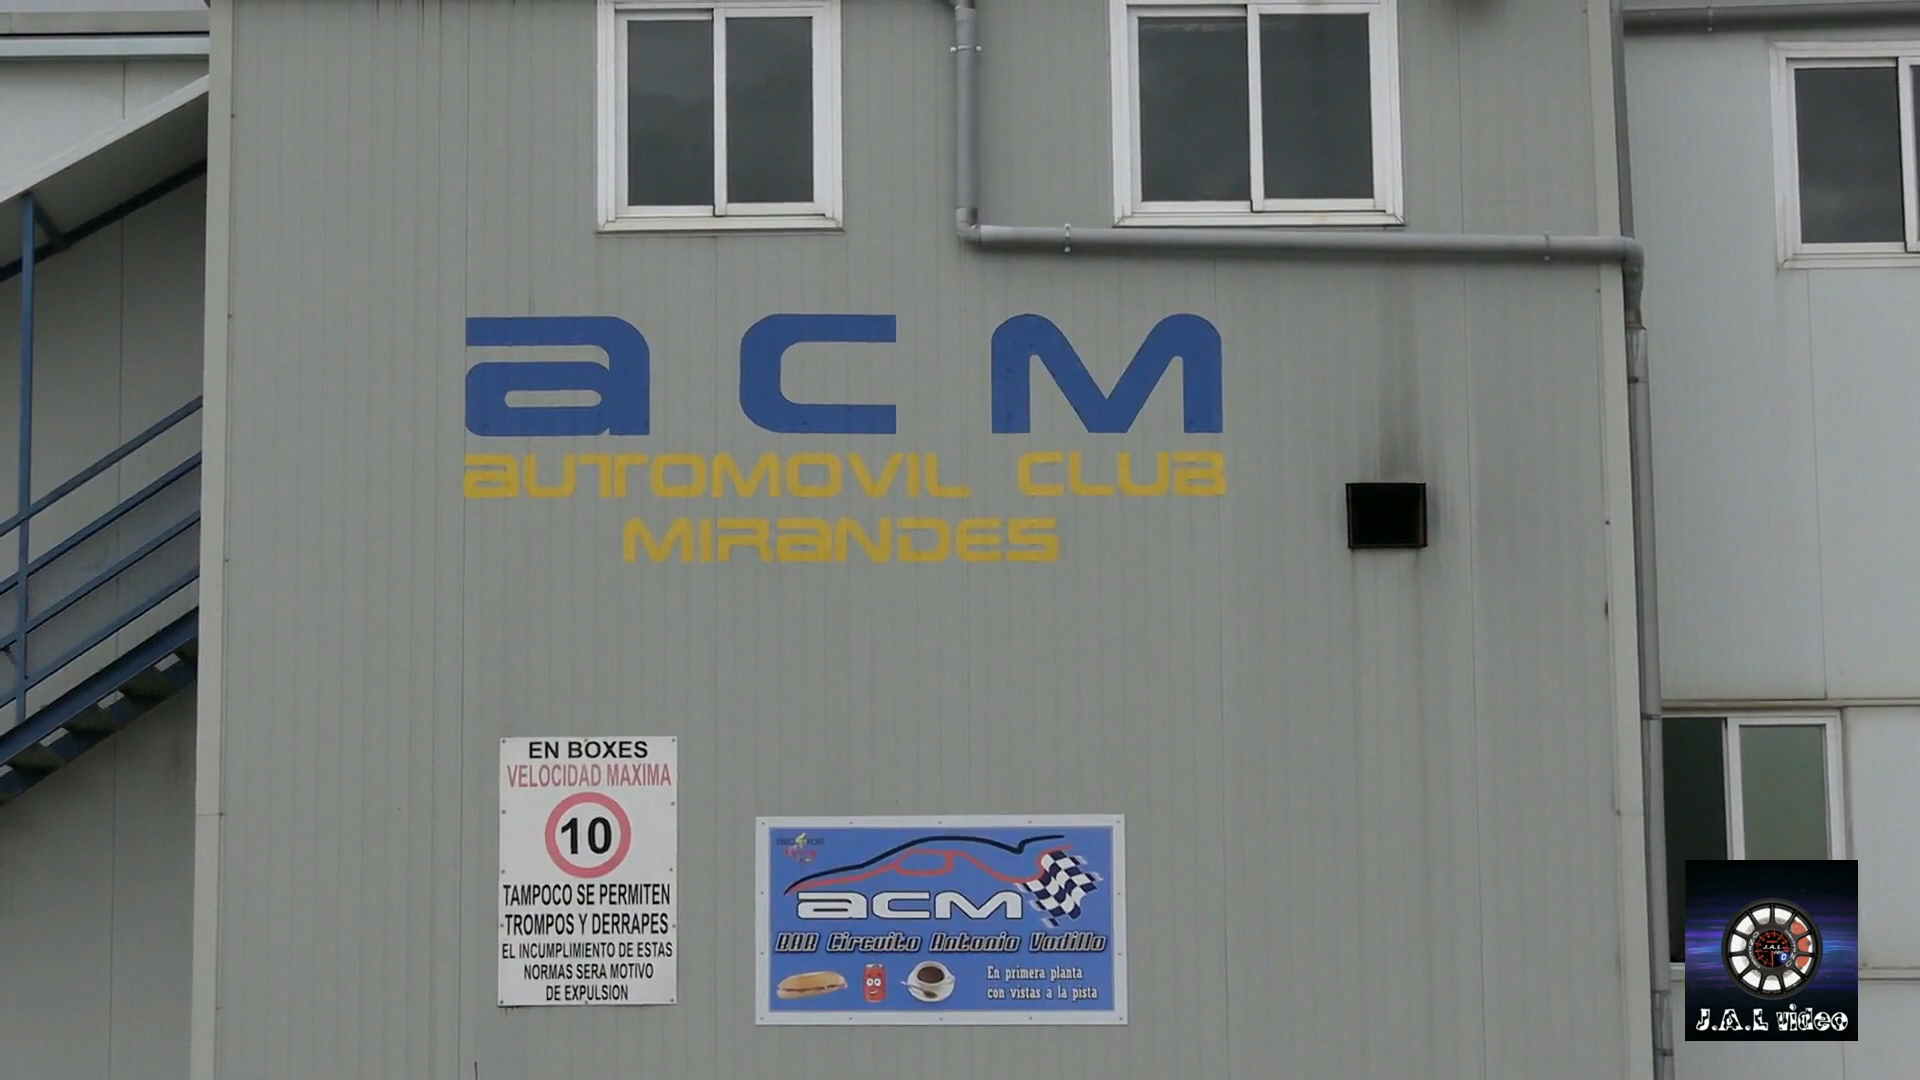 acm
AUTOMOVIL CLUB
MIRANDES
EN BOXES
VELOCIDAD MAXIMA
10
TAMPOCO SE PERMITEN
TROMPOS Y DERRAPES
EL INCUMPLIMIENTO DE ESTAS
NORMAS SERA MOTIVO
DE EXPULSION
acm
BAR Circuito Antonio Vadillo
En primera planta
con vistas a la pista
J.A.L video